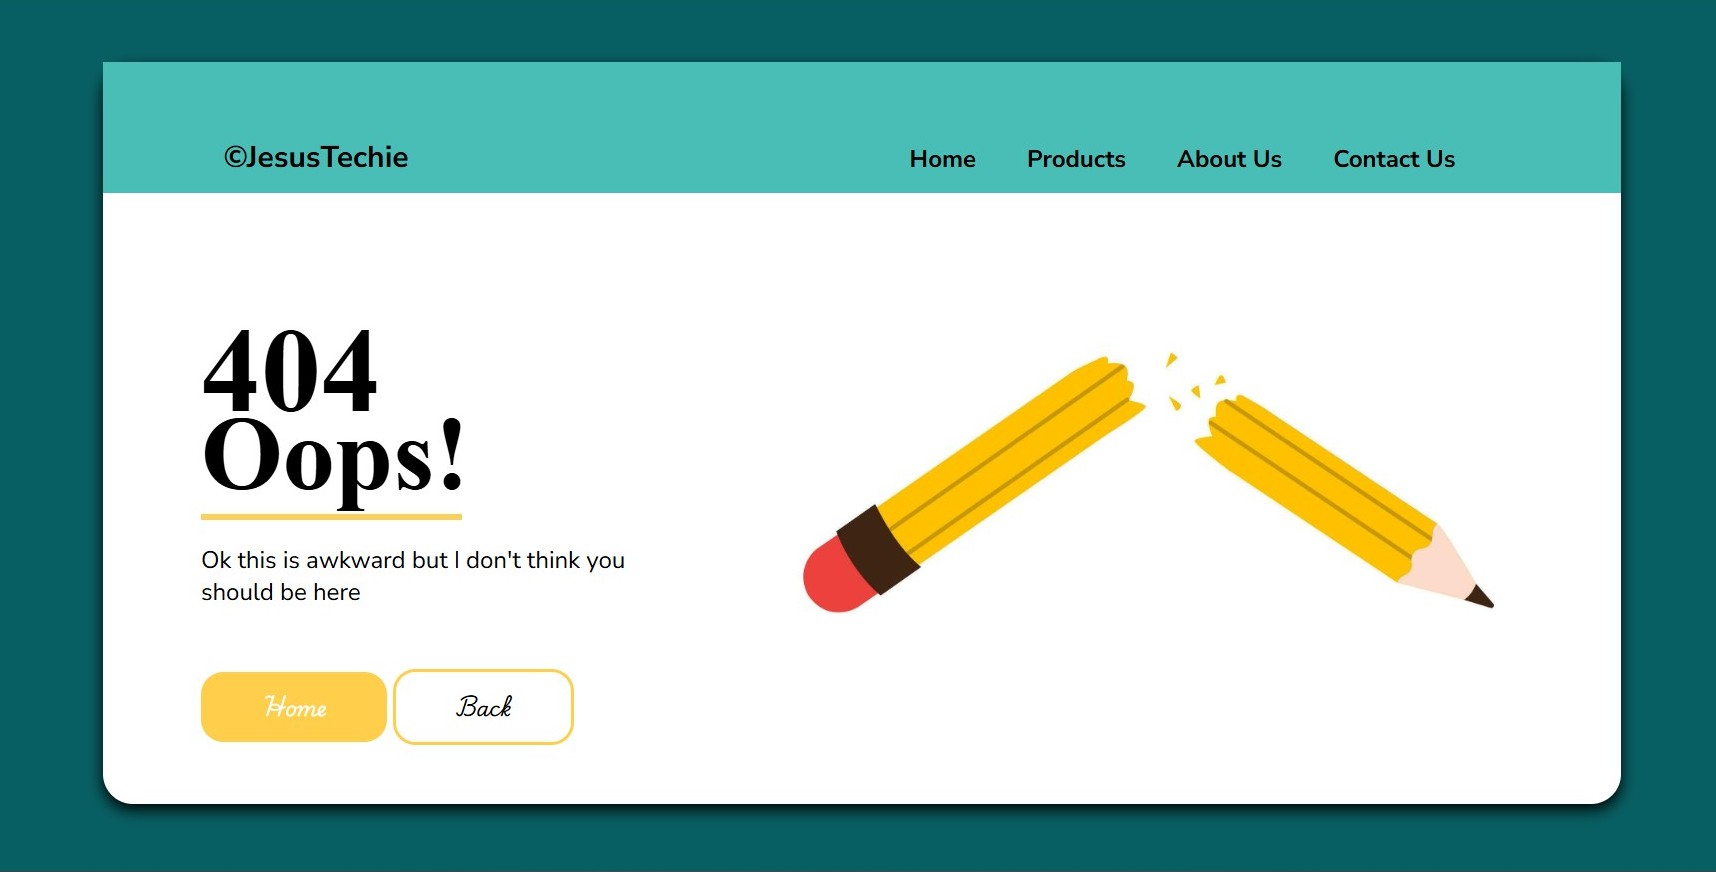 ©JesusTechie
Home Products About Us Contact Us
404
Oops!
Ok this is awkward but I don't think you
should be here
Home Back